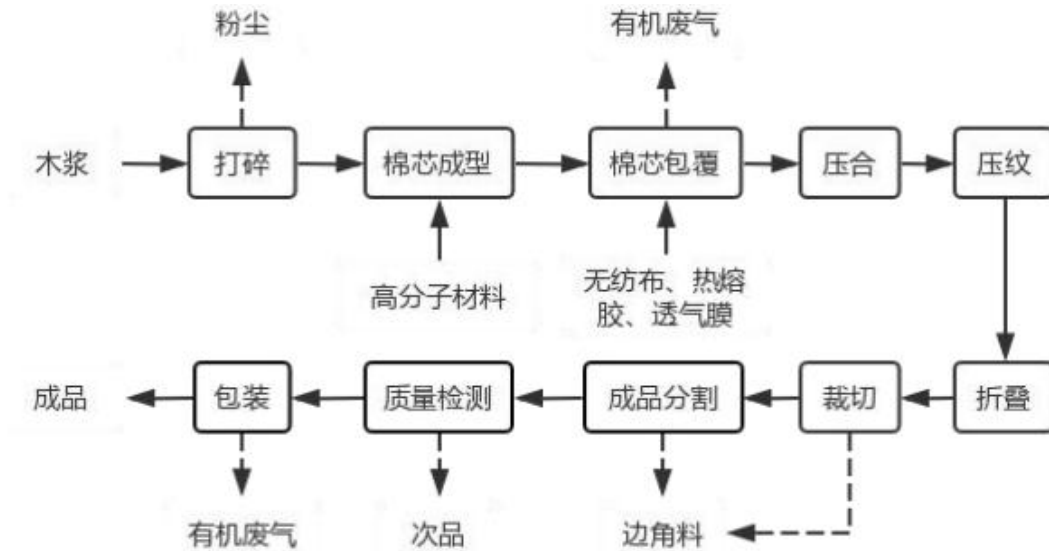 粉尘
有机废气
木浆
打碎
棉芯成型
棉芯包覆
压合
压纹
高分子材料
无纺布、热熔
胶、透气膜
成品
包装
质量检测
成品分割
裁切
折叠
有机废气
次品
边角料